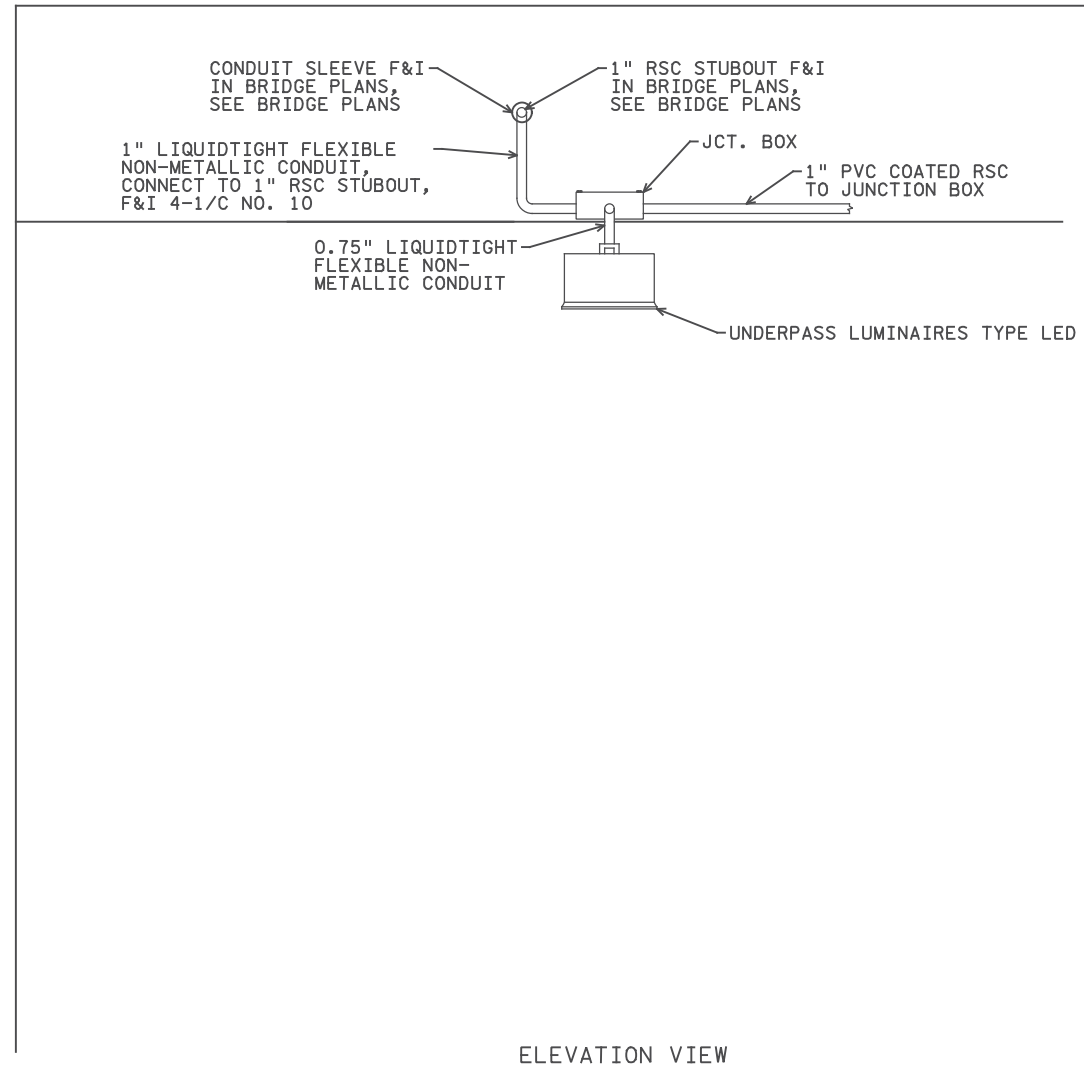 CONDUIT SLEEVE F&I
IN BRIDGE PLANS,
SEE BRIDGE PLANS
1" RSC STUBOUT F&I
IN BRIDGE PLANS,
SEE BRIDGE PLANS
1" LIQUIDTIGHT FLEXIBLE
NON-METALLIC CONDUIT,
CONNECT TO 1" RSC STUBOUT,
F&I 4-1/C NO. 10
JCT. BOX
1" PVC COATED RSC
TO JUNCTION BOX
0.75" LIQUIDTIGHT
FLEXIBLE NON-
METALLIC CONDUIT
UNDERPASS LUMINAIRES TYPE LED
ELEVATION VIEW